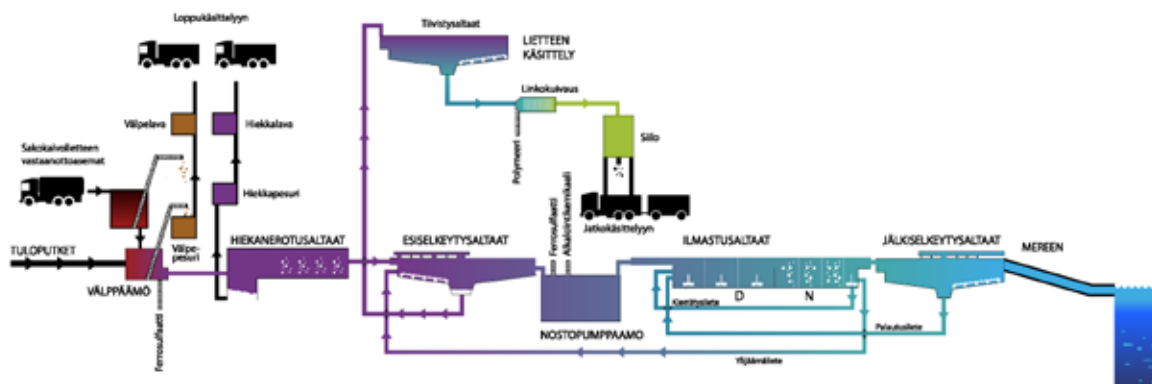 Loppukäsittelyyn
Tiivistysaltaat
LIETTEEN
KÄSITTELY
Linkokuivaus
Välpelava
Hiekkalava
Sakokaivolietteen
vastaanottoasemat
Polymeeri
Siilo
Hiekkapesuri
Ferrosulfaatti
Alkalointikemikaali
Jatkokäsittelyyn
Välpe-
pesuri
TULOPUTKET
HIEKANEROTUSALTAAT
ESISELKEYTYSALTAAT
ILMASTUSALTAAT
JÄLKISELKEYTYSALTAAT
MEREEN
VÄLPPÄÄMÖ
D
N
Kierrätysliete
Ferrosulfaatti
NOSTOPUMPPAAMO
Palautusliete
Ylijäämäliete